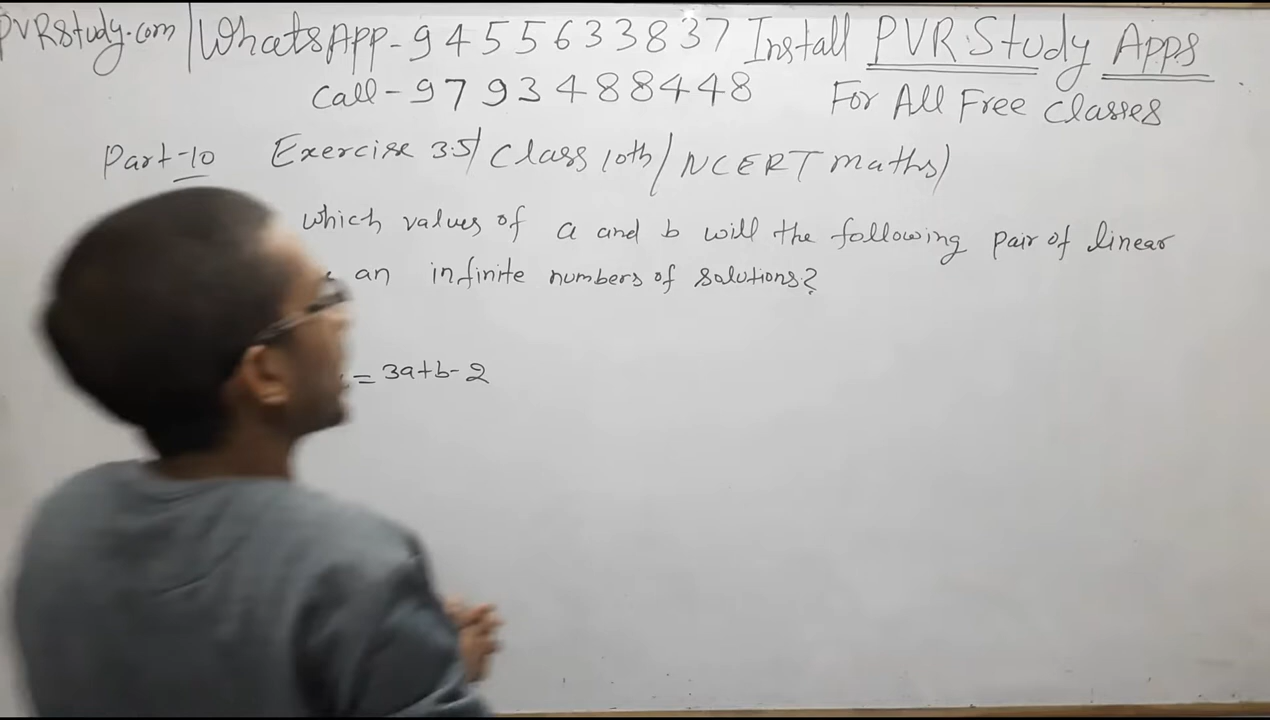 PVRStudy.com | WhatsApp - 9455633837 Install PVR Study Apps
Call - 9793488448 For All Free Classes
Part-10 Exercise 3.5 / Class 10th / NCERT Maths)
which values of a and b will the following pair of linear
an infinite numbers of solutions?
= 3a+b-2